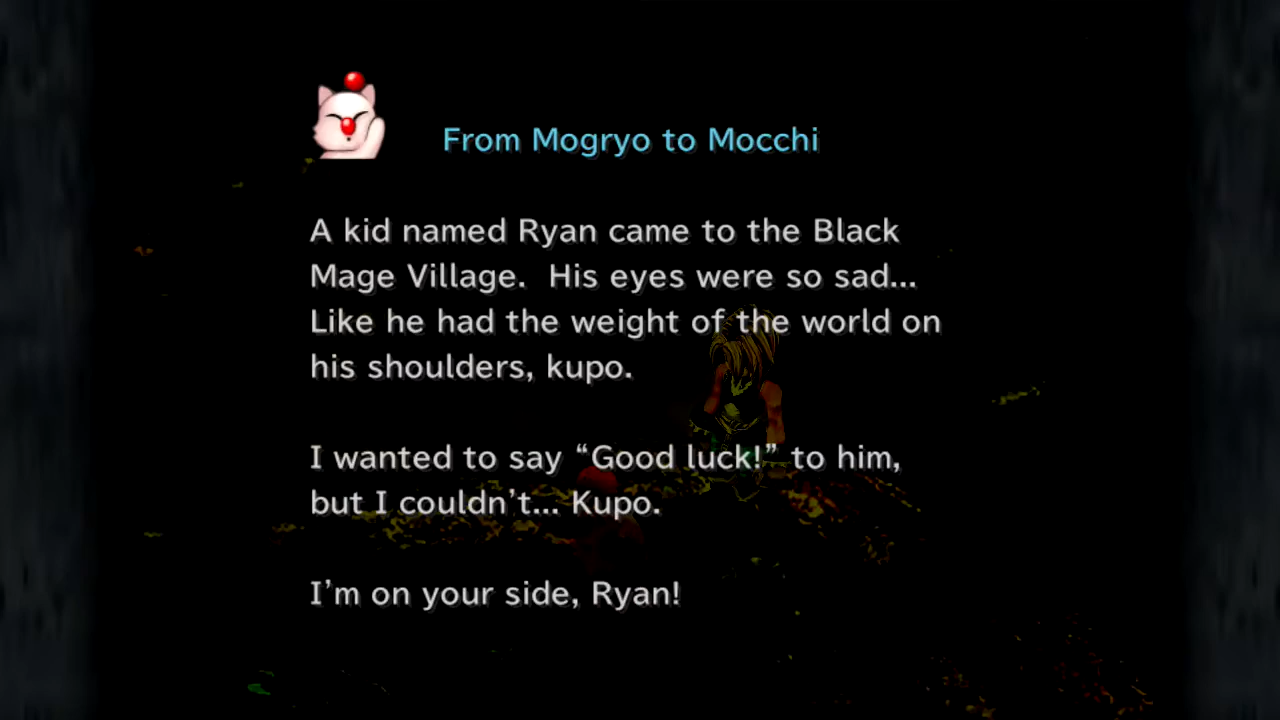 From Mogryo to Mocchi
A kid named Ryan came to the Black
Mage Village.  His eyes were so sad...
Like he had the weight of the world on
his shoulders, kupo.
I wanted to say “Good luck!” to him,
but I couldn’t... Kupo.
I’m on your side, Ryan!